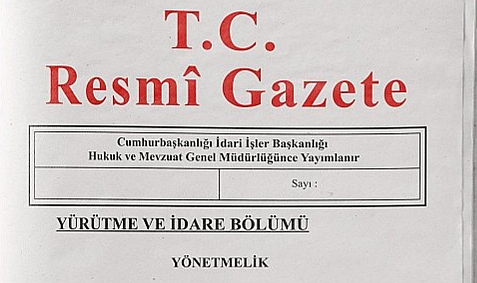 T.C.
Resmî Gazete
Cumhurbaşkanlığı İdari İşler Başkanlığı
Hukuk ve Mevzuat Genel Müdürlüğünce Yayımlanır
Sayı :
YÜRÜTME VE İDARE BÖLÜMÜ
YÖNETMELİK